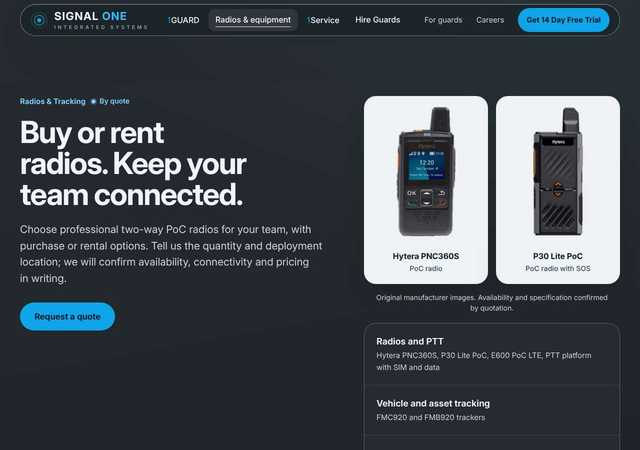 SIGNAL ONE
INTEGRATED SYSTEMS
1GUARD
Radios & equipment
1Service
Hire Guards
For guards
Careers
Get 14 Day Free Trial
Radios & Tracking
By quote
Buy or rent
radios. Keep your
team connected.
Choose professional two-way PoC radios for your team, with
purchase or rental options. Tell us the quantity and deployment
location; we will confirm availability, connectivity and pricing
in writing.
Request a quote
Hytera
12:20
OK
Hytera PNC360S
PoC radio
Hytera
P30 Lite PoC
PoC radio with SOS
Original manufacturer images. Availability and specification confirmed
by quotation.
Radios and PTT
Hytera PNC360S, P30 Lite PoC, E600 PoC LTE, PTT platform
with SIM and data
Vehicle and asset tracking
FMC920 and FMB920 trackers